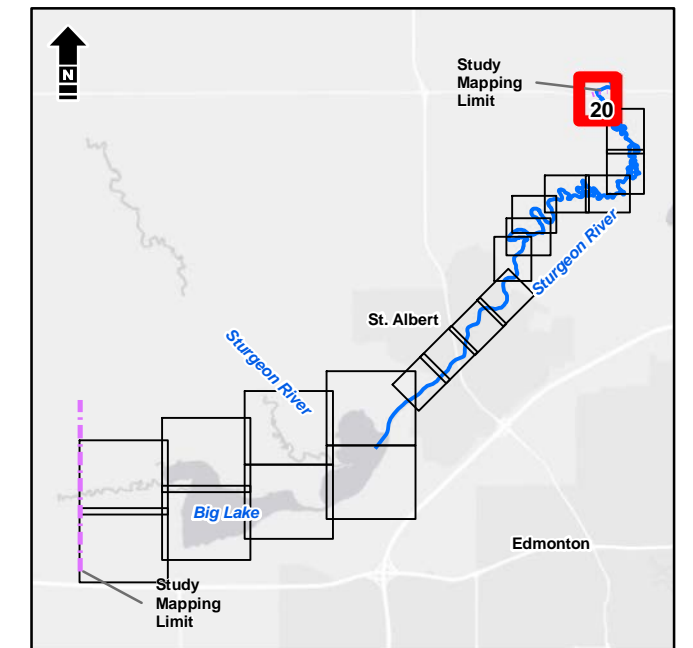 N
Study
Mapping
Limit
20
Sturgeon River
St. Albert
Sturgeon River
Big Lake
Edmonton
Study
Mapping
Limit